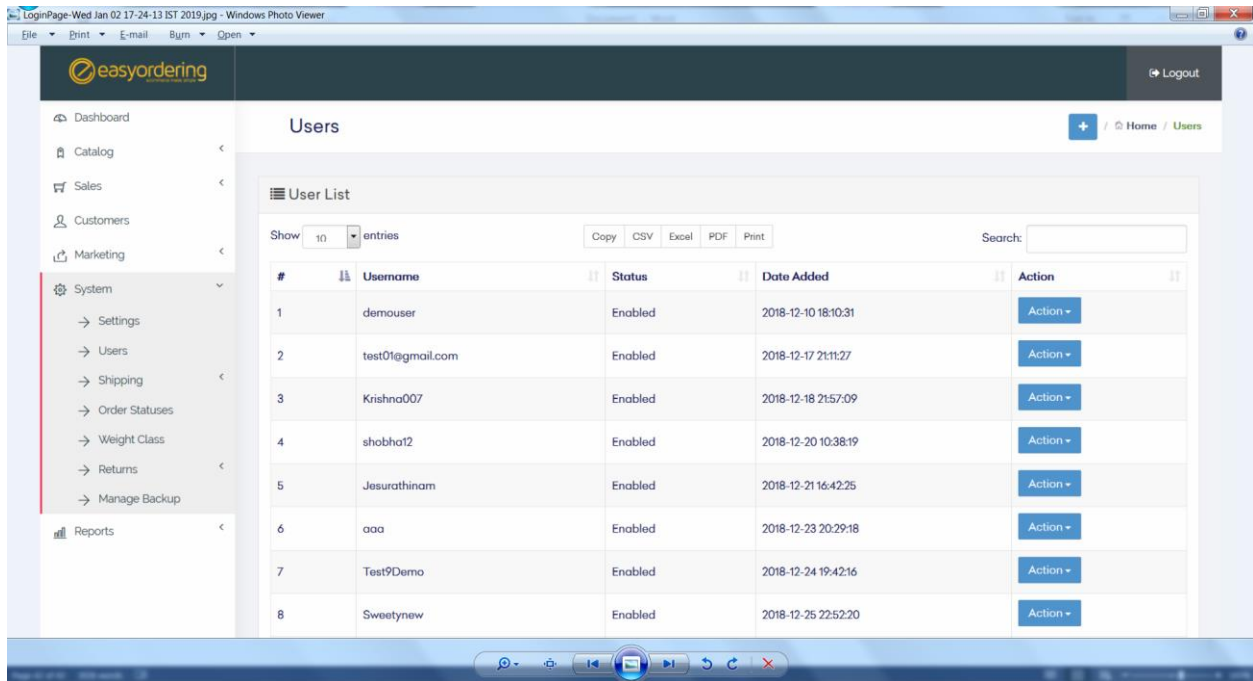 LoginPage-Wed Jan 02 17-24-13 IST 2019.jpg - Windows Photo Viewer
File Print E-mail Burn Open
easyordering
Logout
Dashboard
Users
+ / Home / Users
Catalog
Sales
User List
Customers
Show 10 entries Copy CSV Excel PDF Print Search:
Marketing
# Username Status Date Added Action
System
1 demouser Enabled 2018-12-10 18:10:31 Action
Settings
Users
2 test01@gmail.com Enabled 2018-12-17 21:11:27 Action
Shipping
3 Krishna007 Enabled 2018-12-18 21:57:09 Action
Order Statuses
Weight Class
4 shobha12 Enabled 2018-12-20 10:38:19 Action
Returns
5 Jesurathinam Enabled 2018-12-21 16:42:25 Action
Manage Backup
6 aaa Enabled 2018-12-23 20:29:18 Action
Reports
7 Test9Demo Enabled 2018-12-24 19:42:16 Action
8 Sweetynew Enabled 2018-12-25 22:52:20 Action